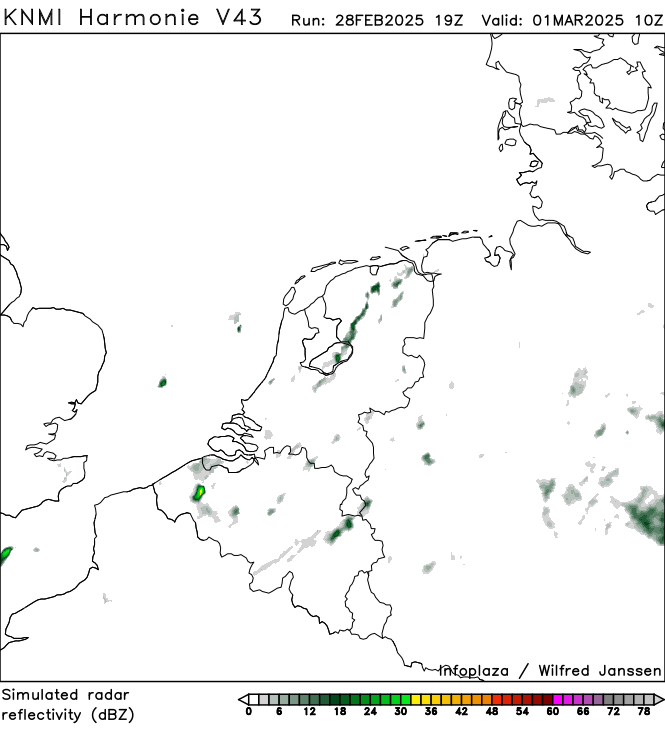 KNMI Harmonie V43 Run: 28FEB2025 19Z Valid: 01MAR2025 10Z
Infoplaza / Wilfred Janssen
Simulated radar
reflectivity (dBZ)
0 6 12 18 24 30 36 42 48 54 60 66 72 78